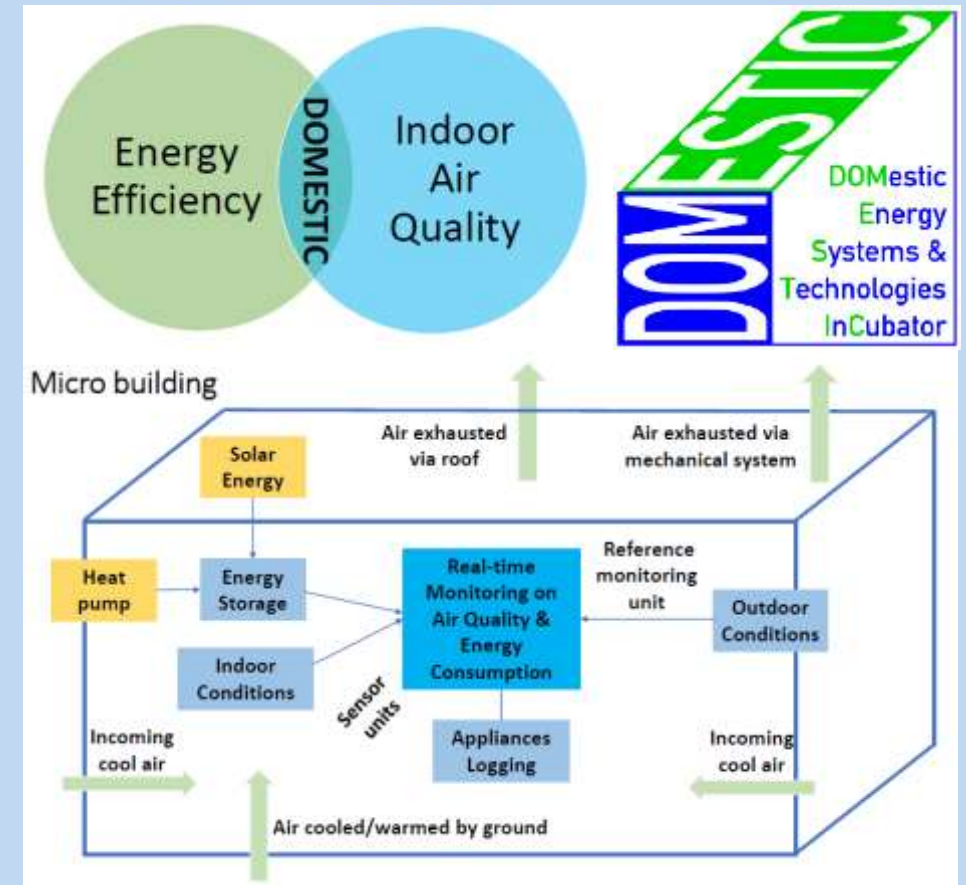 Energy
Efficiency
DOMESTIC
Indoor
Air
Quality
DOMESTIC
DOMestic
Energy
Systems &
Technologies
InCubator
Micro building
Air exhausted
via roof
Air exhausted via
mechanical system
Solar
Energy
Heat
pump
Energy
Storage
Real-time
Monitoring on
Air Quality &
Energy
Consumption
Reference
monitoring
unit
Outdoor
Conditions
Indoor
Conditions
Sensor
units
Appliances
Logging
Incoming
cool air
Incoming
cool air
Air cooled/warmed by ground